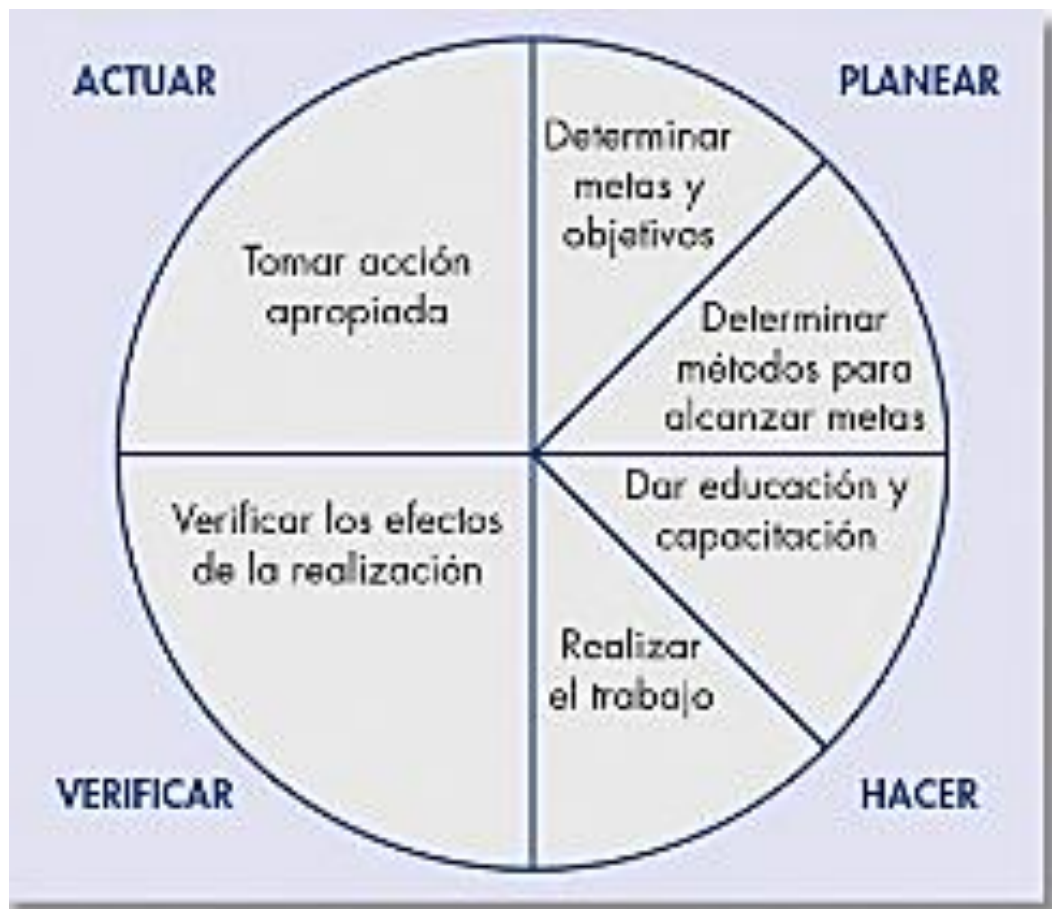 ACTUAR
PLANEAR
Determinar
metas y
objetivos
Tomar acción
apropiada
Determinar
métodos para
alcanzar metas
Dar educación y
capacitación
Verificar los efectos
de la realización
Realizar
el trabajo
VERIFICAR
HACER